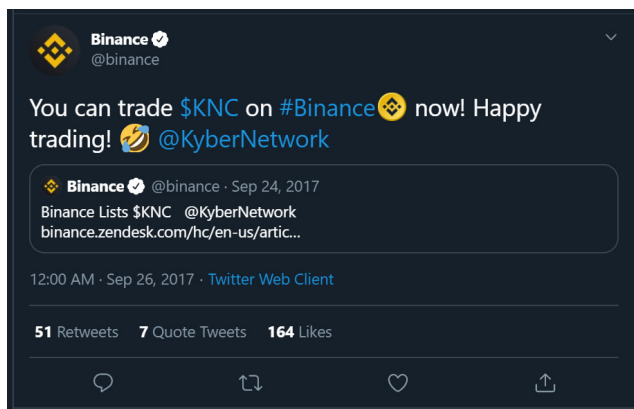 Binance
@binance
You can trade $KNC on #Binance now! Happy
trading! 🤣 @KyberNetwork
Binance @binance · Sep 24, 2017
Binance Lists $KNC @KyberNetwork
binance.zendesk.com/hc/en-us/artic...
12:00 AM · Sep 26, 2017 · Twitter Web Client
51 Retweets 7 Quote Tweets 164 Likes